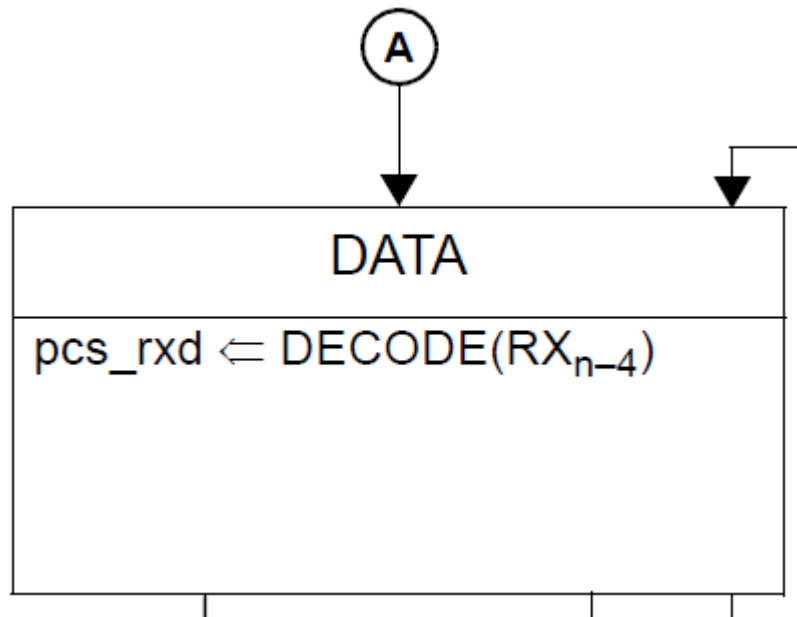 A
DATA
pcs_rxd ⇐ DECODE(RXn–4)